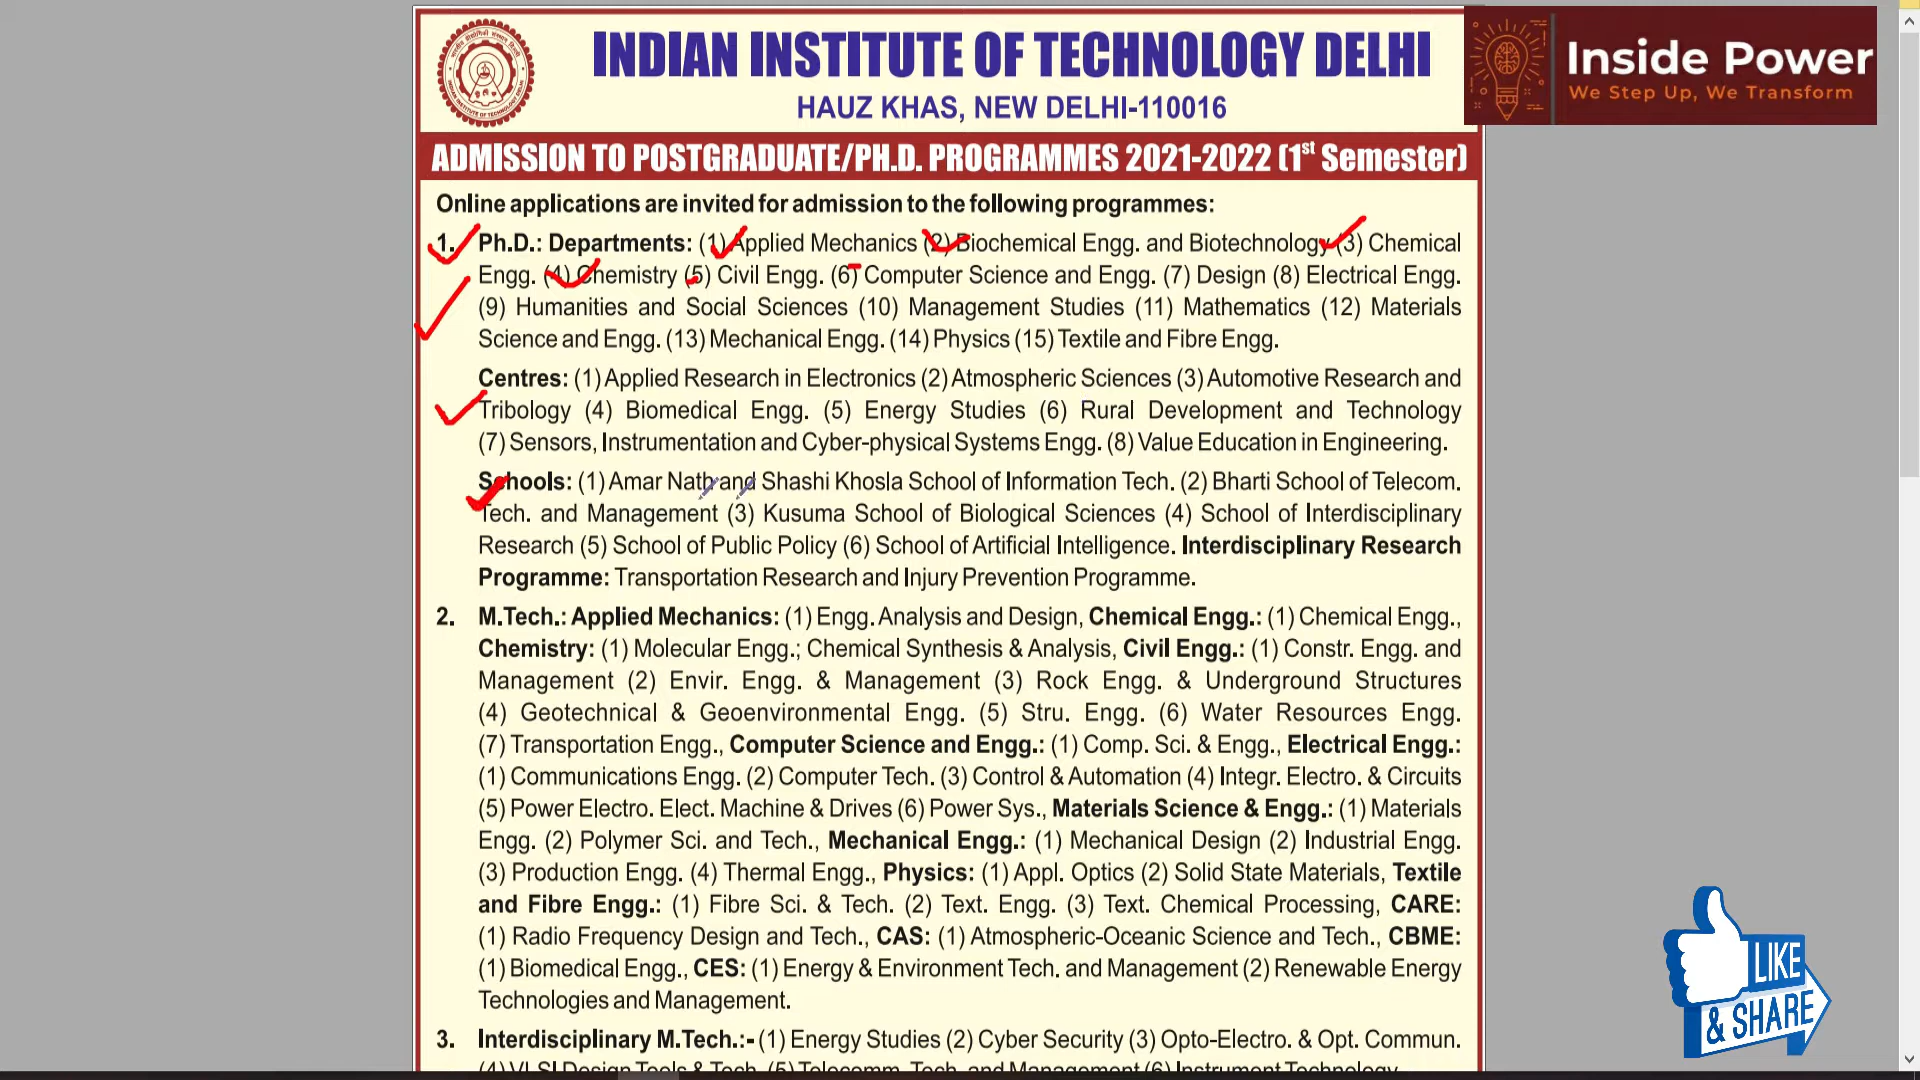 INDIAN INSTITUTE OF TECHNOLOGY DELHI
HAUZ KHAS, NEW DELHI-110016
Inside Power
We Step Up, We Transform
ADMISSION TO POSTGRADUATE/PH.D. PROGRAMMES 2021-2022 (1st Semester)
Online applications are invited for admission to the following programmes:
1. Ph.D.: Departments: (1) Applied Mechanics (2) Biochemical Engg. and Biotechnology (3) Chemical
Engg. (4) Chemistry (5) Civil Engg. (6) Computer Science and Engg. (7) Design (8) Electrical Engg.
(9) Humanities and Social Sciences (10) Management Studies (11) Mathematics (12) Materials
Science and Engg. (13) Mechanical Engg. (14) Physics (15) Textile and Fibre Engg.
Centres: (1) Applied Research in Electronics (2) Atmospheric Sciences (3) Automotive Research and
Tribology (4) Biomedical Engg. (5) Energy Studies (6) Rural Development and Technology
(7) Sensors, Instrumentation and Cyber-physical Systems Engg. (8) Value Education in Engineering.
Schools: (1) Amar Nath and Shashi Khosla School of Information Tech. (2) Bharti School of Telecom.
Tech. and Management (3) Kusuma School of Biological Sciences (4) School of Interdisciplinary
Research (5) School of Public Policy (6) School of Artificial Intelligence. Interdisciplinary Research
Programme: Transportation Research and Injury Prevention Programme.
2. M.Tech.: Applied Mechanics: (1) Engg. Analysis and Design, Chemical Engg.: (1) Chemical Engg.,
Chemistry: (1) Molecular Engg.; Chemical Synthesis & Analysis, Civil Engg.: (1) Constr. Engg. and
Management (2) Envir. Engg. & Management (3) Rock Engg. & Underground Structures
(4) Geotechnical & Geoenvironmental Engg. (5) Stru. Engg. (6) Water Resources Engg.
(7) Transportation Engg., Computer Science and Engg.: (1) Comp. Sci. & Engg., Electrical Engg.:
(1) Communications Engg. (2) Computer Tech. (3) Control & Automation (4) Integr. Electro. & Circuits
(5) Power Electro. Elect. Machine & Drives (6) Power Sys., Materials Science & Engg.: (1) Materials
Engg. (2) Polymer Sci. and Tech., Mechanical Engg.: (1) Mechanical Design (2) Industrial Engg.
(3) Production Engg. (4) Thermal Engg., Physics: (1) Appl. Optics (2) Solid State Materials, Textile
and Fibre Engg.: (1) Fibre Sci. & Tech. (2) Text. Engg. (3) Text. Chemical Processing, CARE:
(1) Radio Frequency Design and Tech., CAS: (1) Atmospheric-Oceanic Science and Tech., CBME:
(1) Biomedical Engg., CES: (1) Energy & Environment Tech. and Management (2) Renewable Energy
Technologies and Management.
3. Interdisciplinary M.Tech.:- (1) Energy Studies (2) Cyber Security (3) Opto-Electro. & Opt. Commun.
(4) VLSI Design Tools & Tech. (5) Telecomm. Tech. and Management (6) Instrument Technology
LIKE
& SHARE